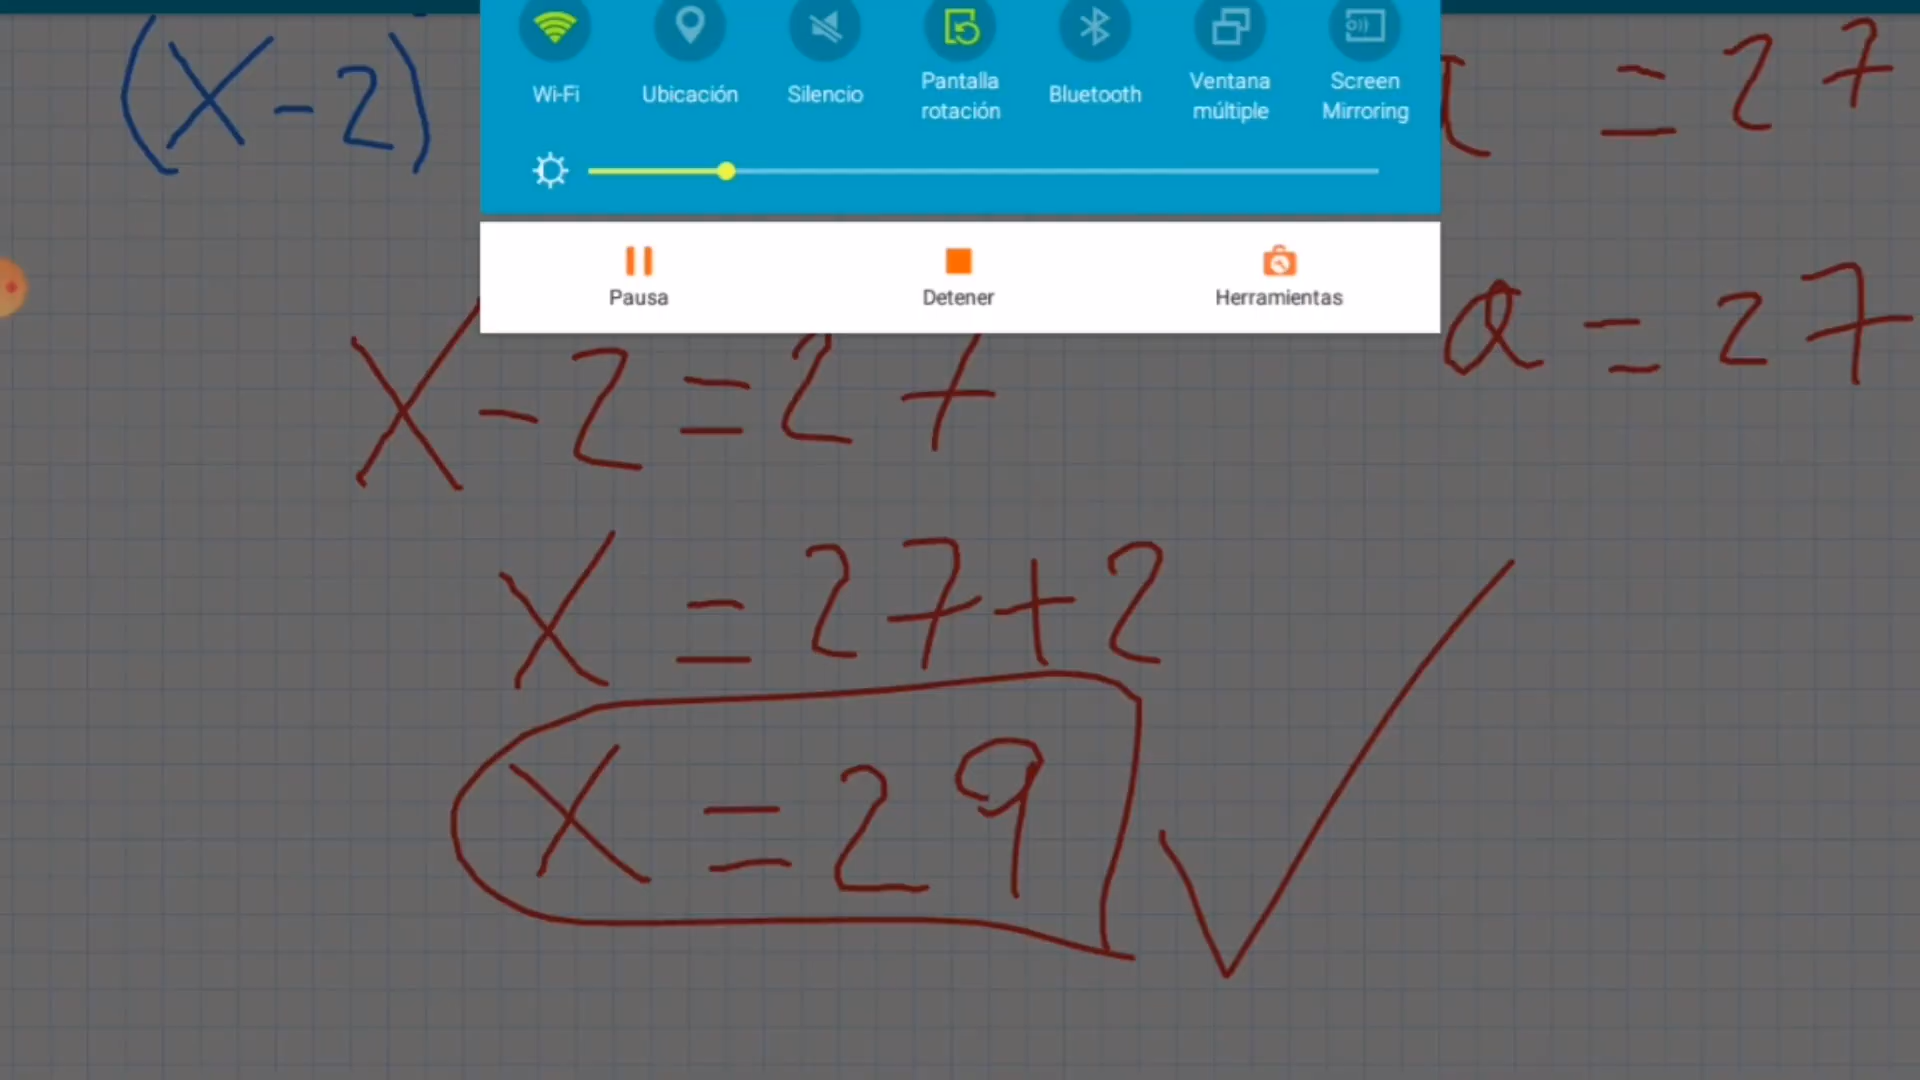 Wi-Fi Ubicación Silencio Pantalla rotación Bluetooth Ventana múltiple Screen Mirroring
(X-2)
= 27
Pausa Detener Herramientas
a = 27
X-2=27
X = 27+2
X = 29